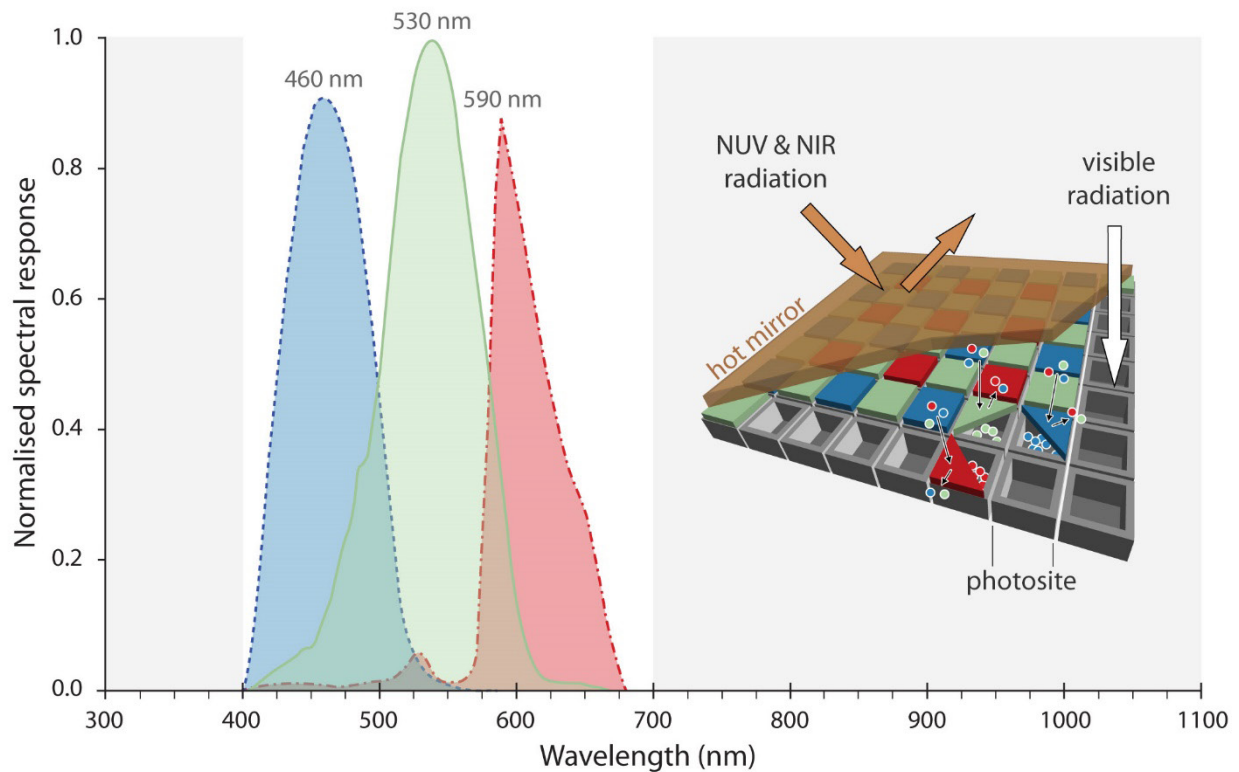 Normalised spectral response
1.0
0.8
0.6
0.4
0.2
0.0
460 nm
530 nm
590 nm
NUV & NIR
radiation
visible
radiation
hot mirror
photosite
300
400
500
600
700
800
900
1000
1100
Wavelength (nm)